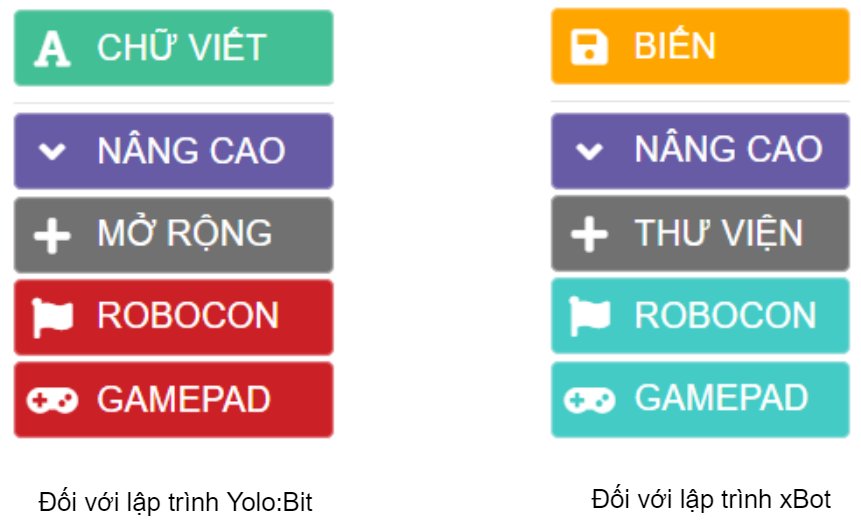 CHỮ VIẾT
NÂNG CAO
MỞ RỘNG
ROBOCON
GAMEPAD
Đối với lập trình Yolo:Bit
BIẾN
NÂNG CAO
THƯ VIỆN
ROBOCON
GAMEPAD
Đối với lập trình xBot